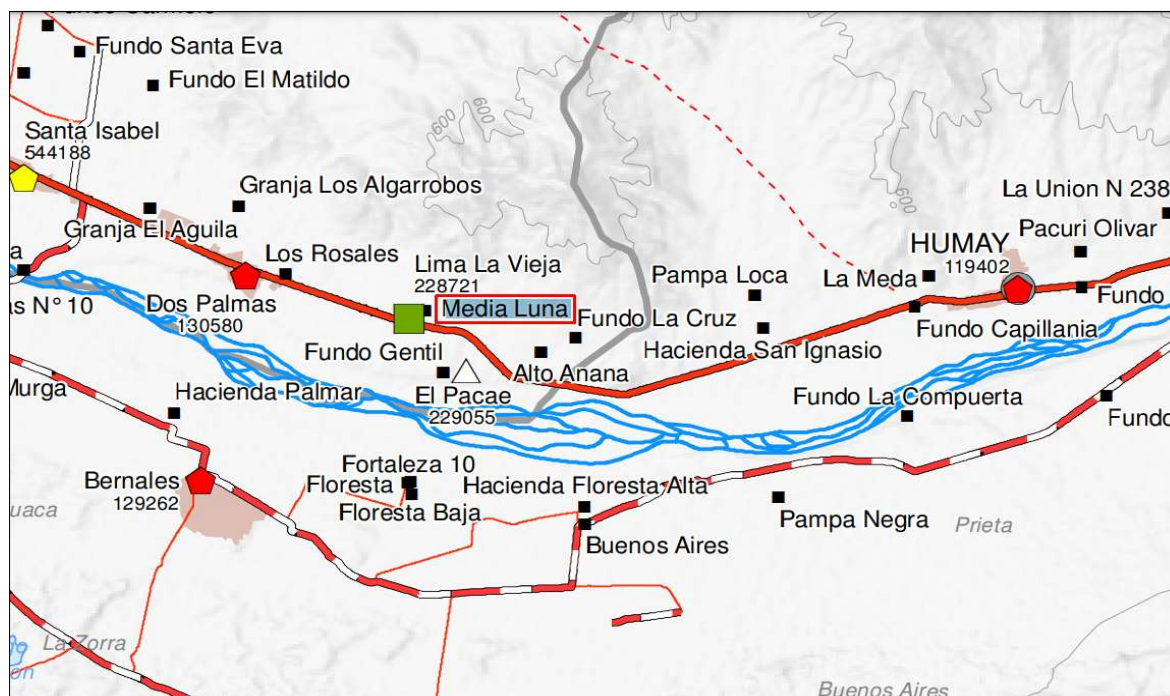 Fundo Santa Eva
Fundo El Matildo
600
Santa Isabel
544188
600
600
La Union N 238
Granja Los Algarrobos
Pacuri Olivar
Granja El Aguila
HUMAY
119402
Los Rosales
Lima La Vieja
228721
Pampa Loca
La Meda
a
as N° 10
Dos Palmas
130580
Media Luna
Fundo La Cruz
Fundo
Fundo Capillania
Fundo Gentil
Hacienda San Ignasio
Alto Anana
Murga
Hacienda Palmar
El Pacae
229055
Fundo La Compuerta
Fundo
Bernales
129262
Fortaleza 10
Floresta
Hacienda Floresta Alta
Floresta Baja
uaca
Pampa Negra
Prieta
Buenos Aires
La Zorra
on
Buenos Aires